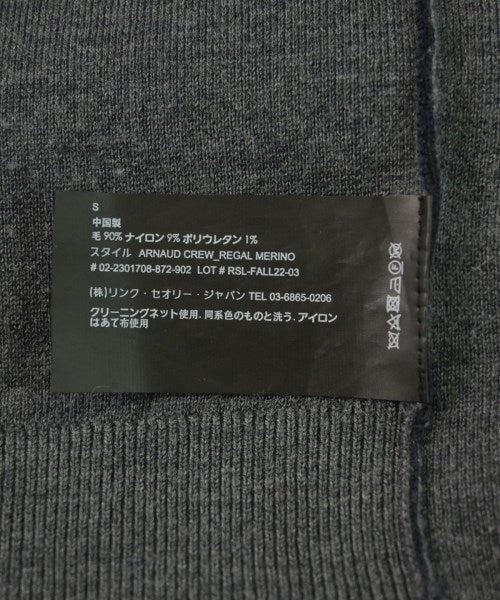 S
中国製
毛 90% ナイロン 9% ポリウレタン 1%
スタイル ARNAUD CREW_REGAL MERINO
# 02-2301708-872-902 LOT # RSL-FALL22-03
(株)リンク・セオリー・ジャパン TEL 03-6865-0206
クリーニングネット使用. 同系色のものと洗う. アイロン
はあて布使用